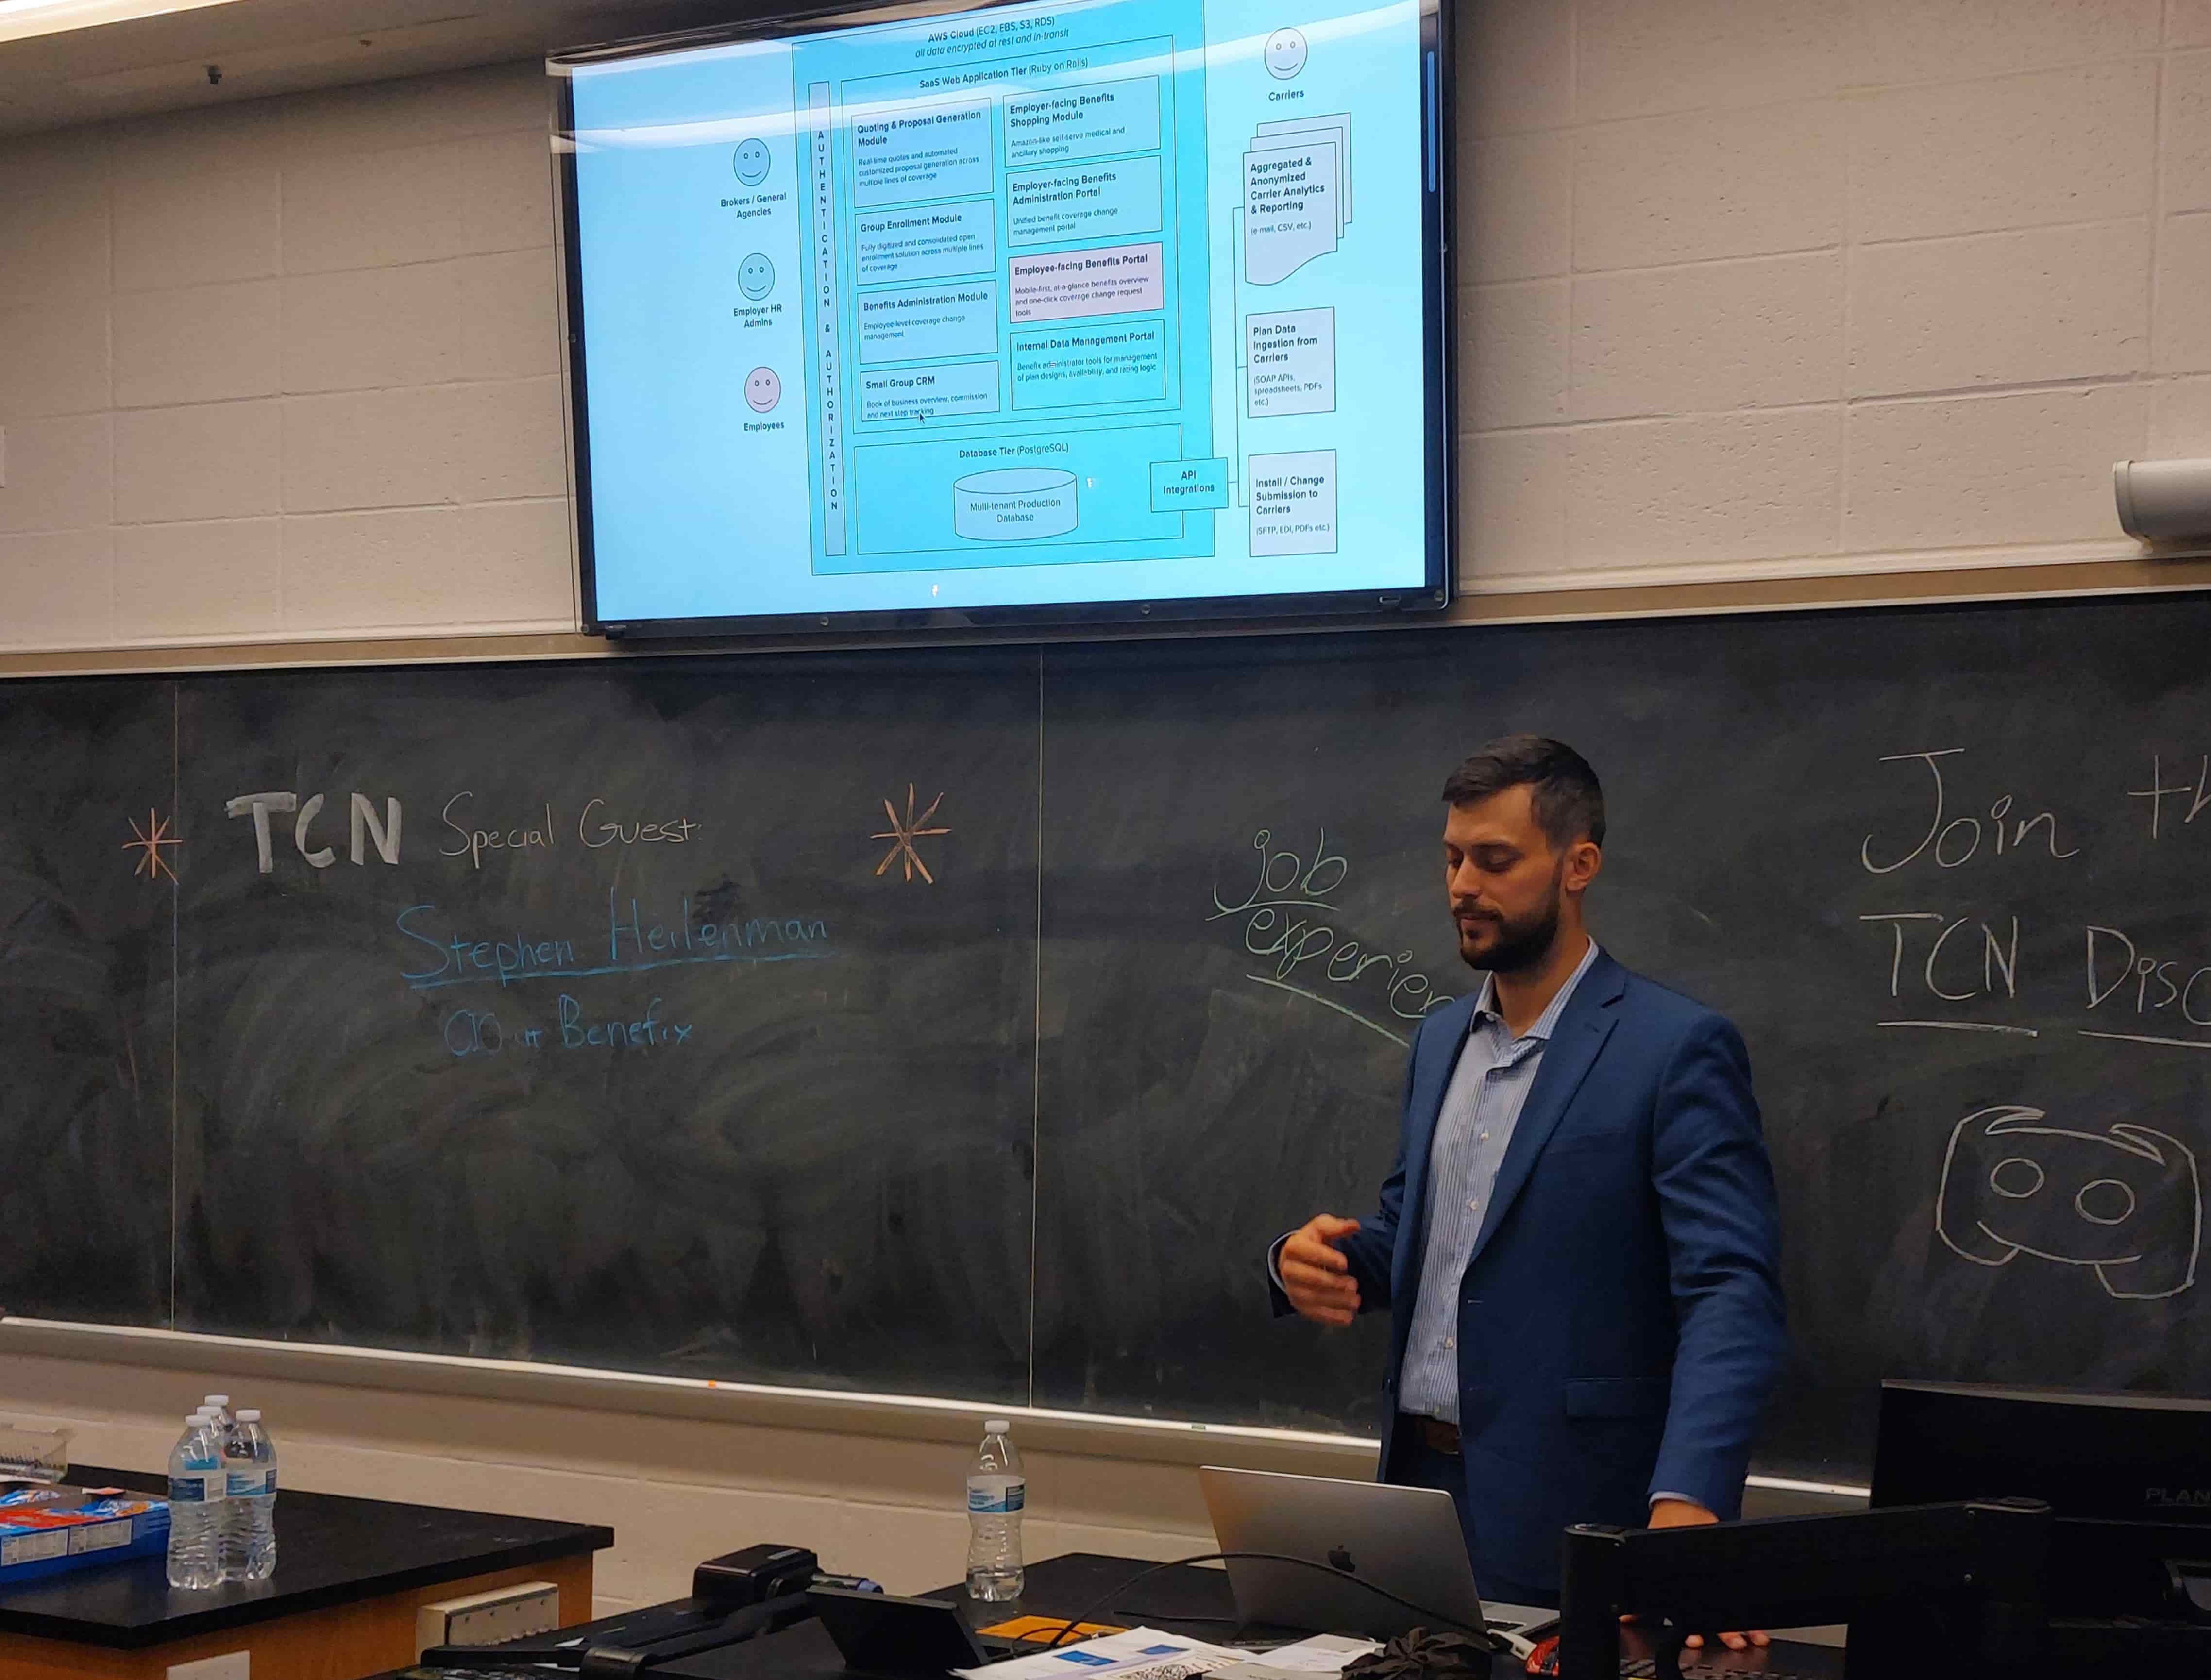 AWS Cloud (EC2, EBS, S3, RDS)
all data encrypted at rest and in-transit
SaaS Web Application Tier (Ruby on Rails)
AUTHENTICATION & AUTHORIZATION
Quoting & Proposal Generation
Module
Real-time quotes and automated
customized proposal generation across
multiple lines of coverage
Group Enrollment Module
Fully digitized and consolidated open
enrollment solution across multiple lines
of coverage
Benefits Administration Module
Employee-level coverage change
management
Small Group CRM
Book of business overview, commission
and next step tracking
Employer-facing Benefits
Shopping Module
Amazon-like self-serve medical and
ancillary shopping
Employer-facing Benefits
Administration Portal
Unified benefit coverage change
management portal
Employee-facing Benefits Portal
Mobile-first, at-a-glance benefits overview
and one-click coverage change request
tools
Internal Data Management Portal
Benefix administrator tools for management
of plan designs, availability, and rating logic
Database Tier (PostgreSQL)
Multi-tenant Production
Database
API
Integrations
Brokers / General
Agencies
Employer HR
Admins
Employees
Carriers
Aggregated &
Anonymized
Carrier Analytics
& Reporting
(e-mail, CSV, etc.)
Plan Data
Ingestion from
Carriers
(SOAP APIs,
spreadsheets, PDFs
etc.)
Install / Change
Submission to
Carriers
(SFTP, EDI, PDFs etc.)
TCN Special Guest:
Stephen Heilenman
at Benefix
job
experien
Join th
TCN Disc
PLAN